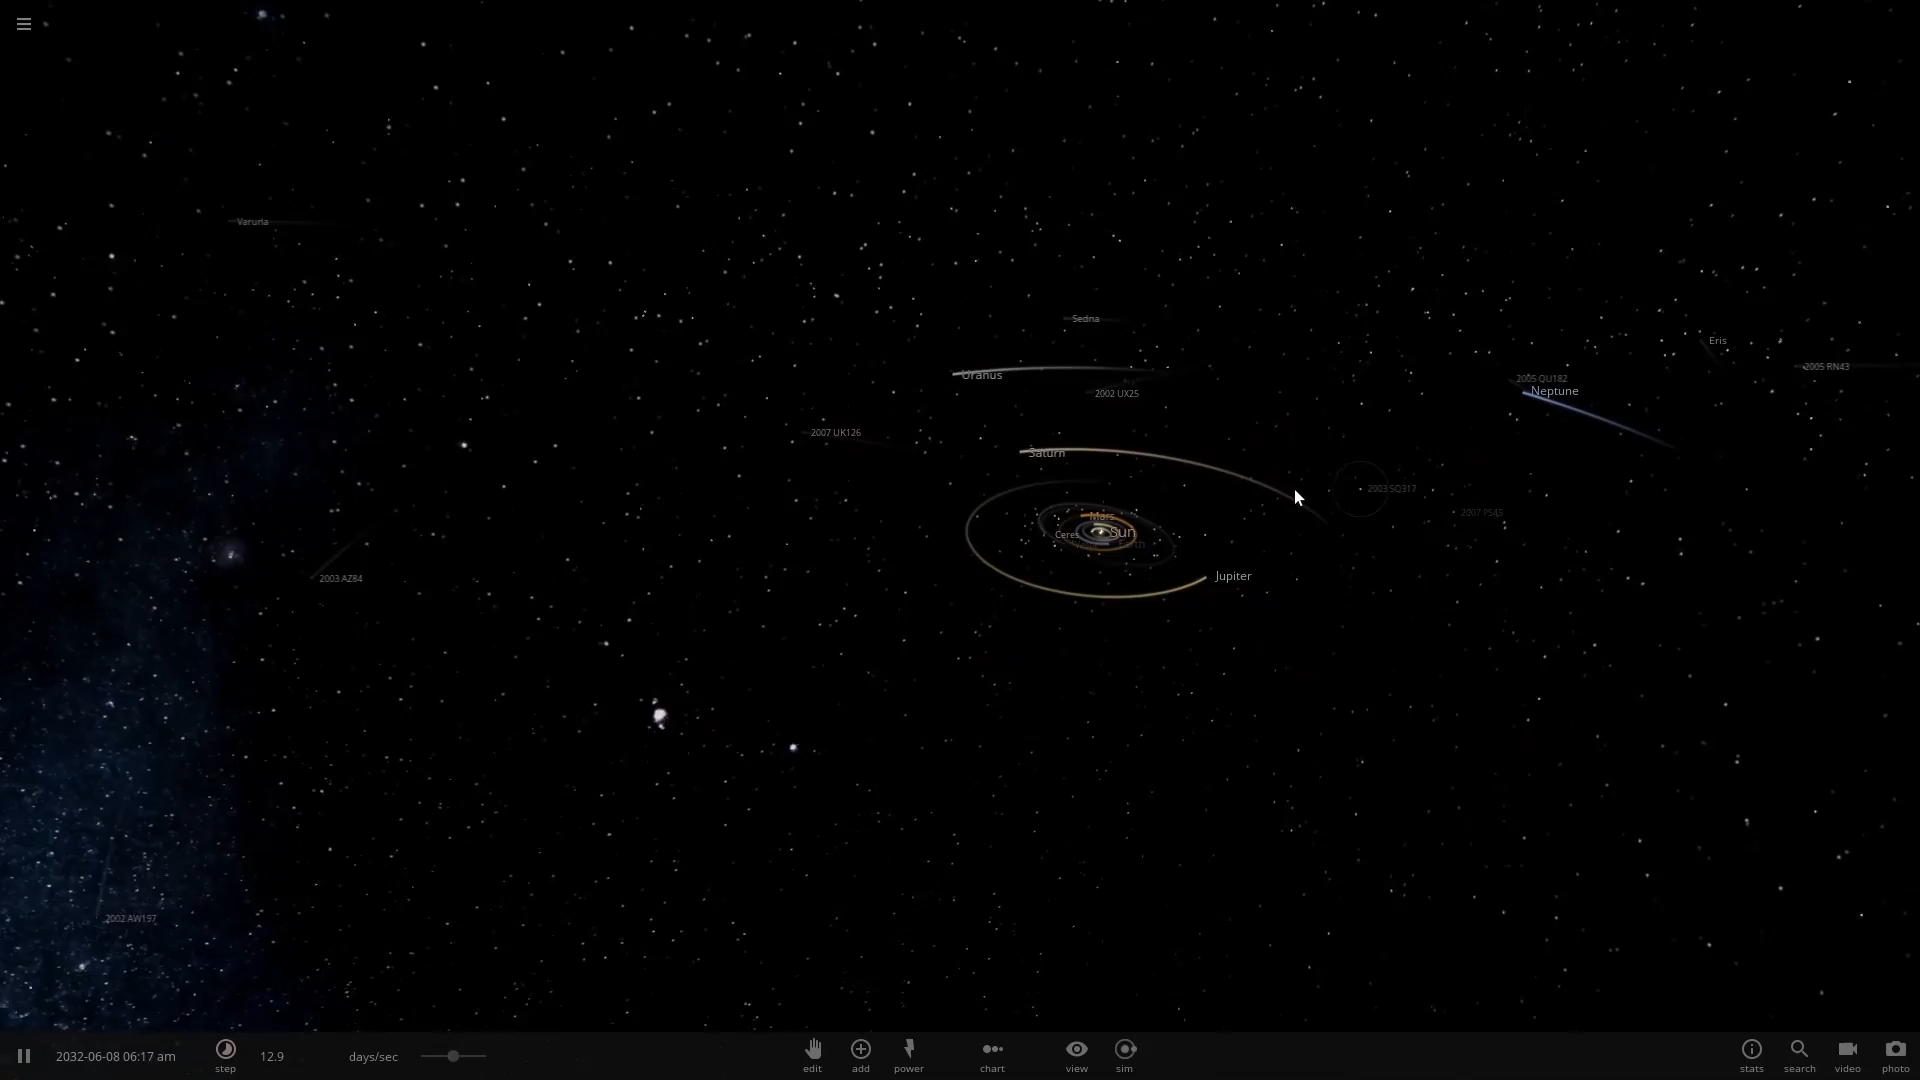 Varuna
Sedna
Eris
Uranus
2005 RN43
2005 QU182
Neptune
2002 UX25
2007 UK126
Saturn
2003 SQ317
2007 PS45
Mars
Sun
Ceres
Earth
Jupiter
2003 AZ84
2002 AW197
2032-06-08 06:17 am
step
12.9
days/sec
edit
add
power
chart
view
sim
stats
search
video
photo